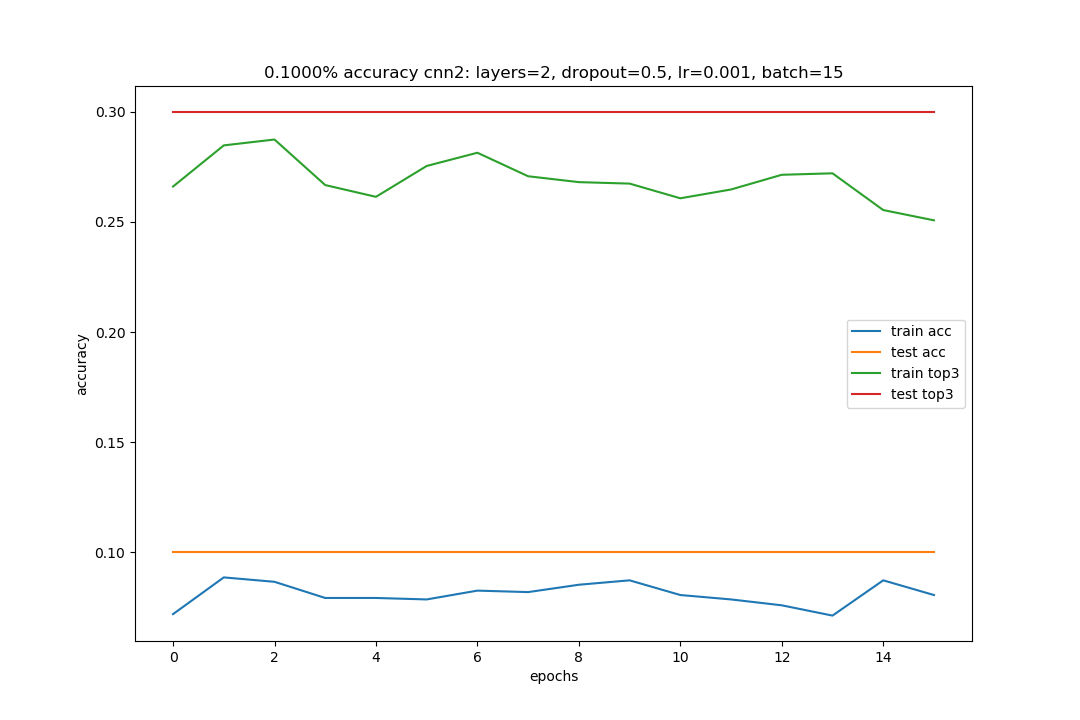 0.1000% accuracy cnn2: layers=2, dropout=0.5, lr=0.001, batch=15
0.30
0.25
0.20
0.15
0.10
accuracy
train acc
test acc
train top3
test top3
0 2 4 6 8 10 12 14
epochs